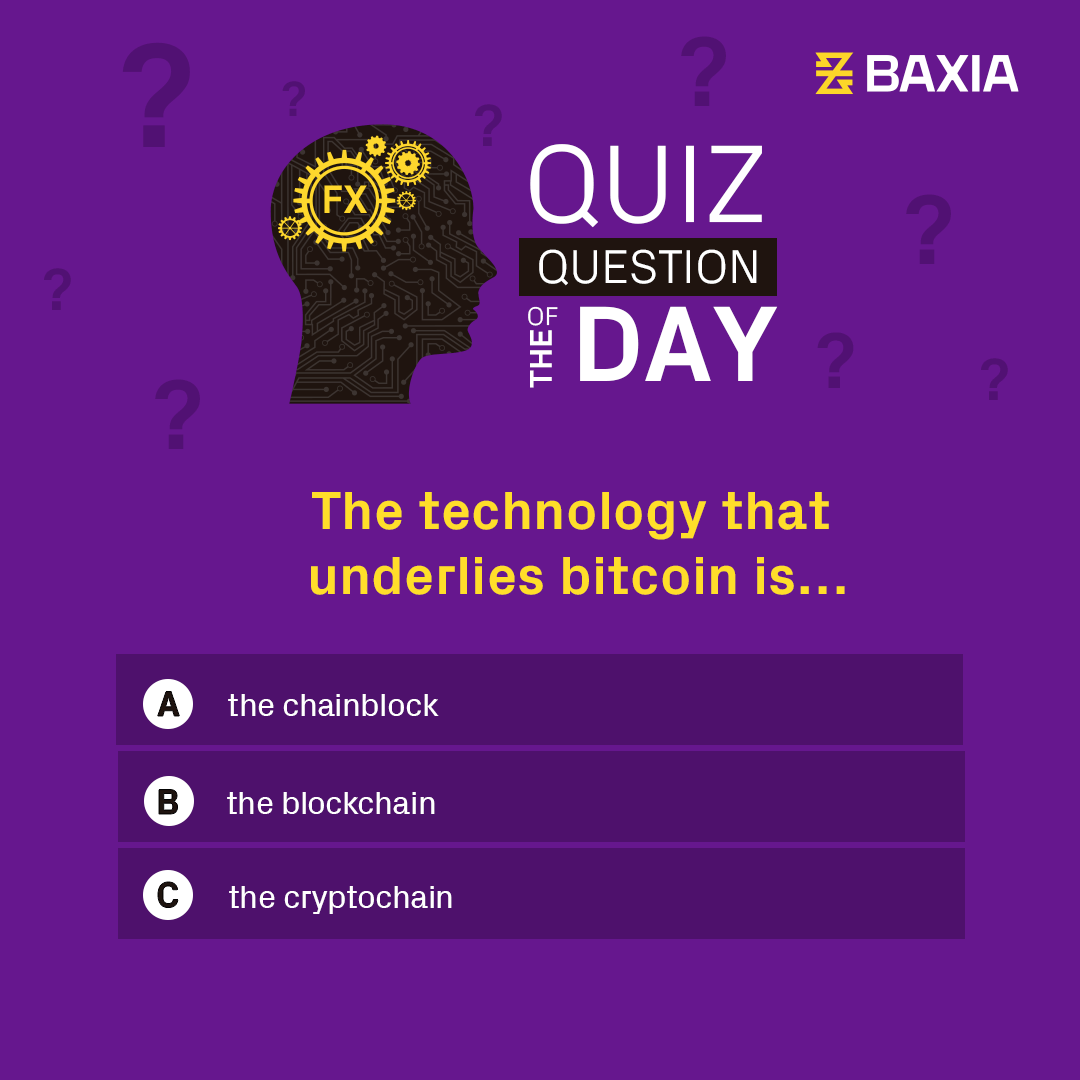 BAXIA
FX
QUIZ
QUESTION
OF THE DAY
The technology that
underlies bitcoin is...
A the chainblock
B the blockchain
C the cryptochain